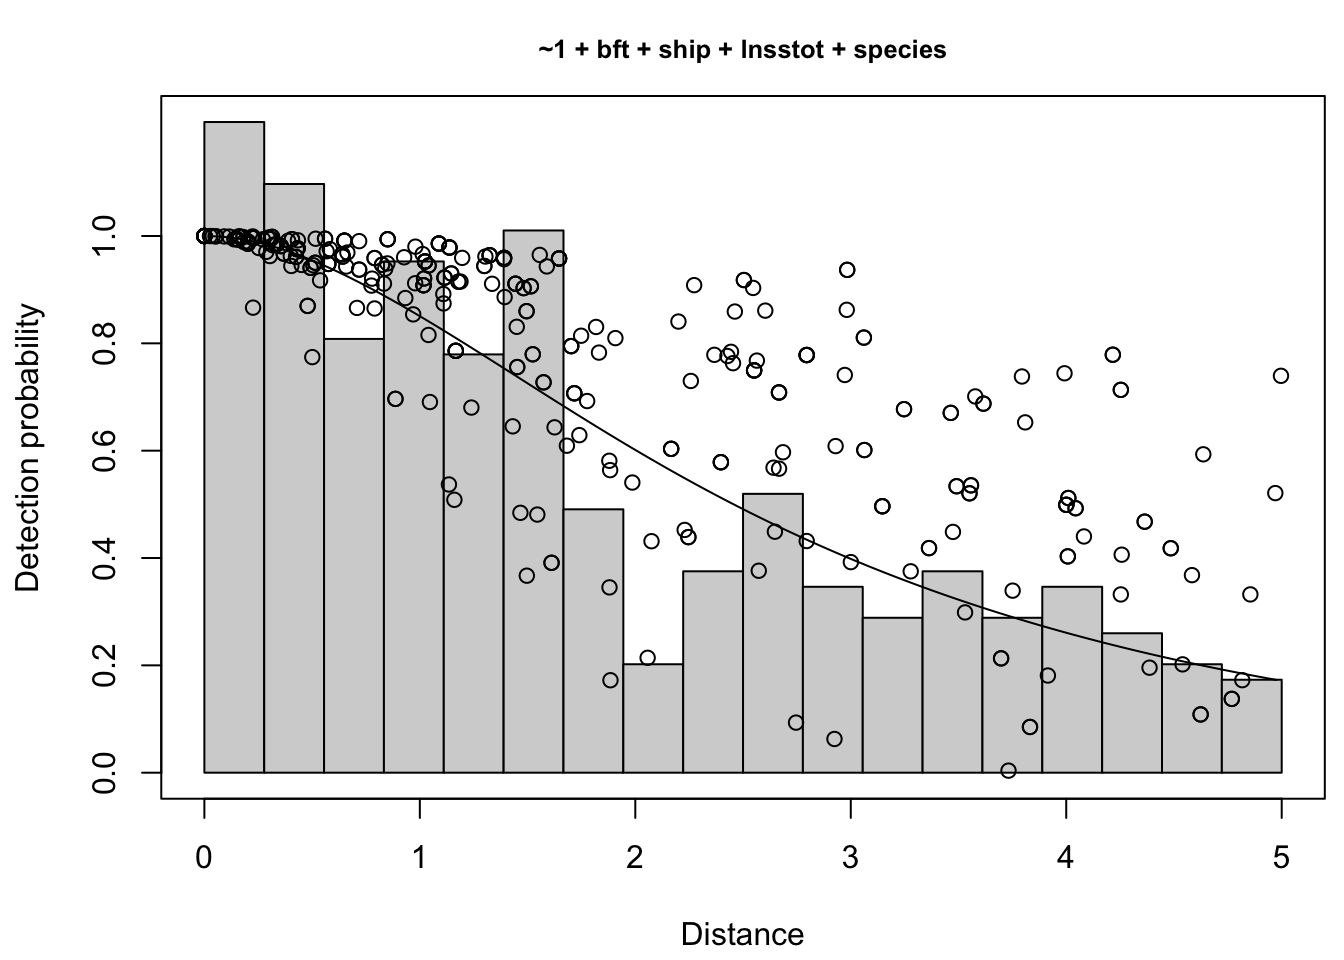 ~1 + bft + ship + lnsstot + species
Detection probability
1.0
0.8
0.6
0.4
0.2
0.0
0 1 2 3 4 5
Distance